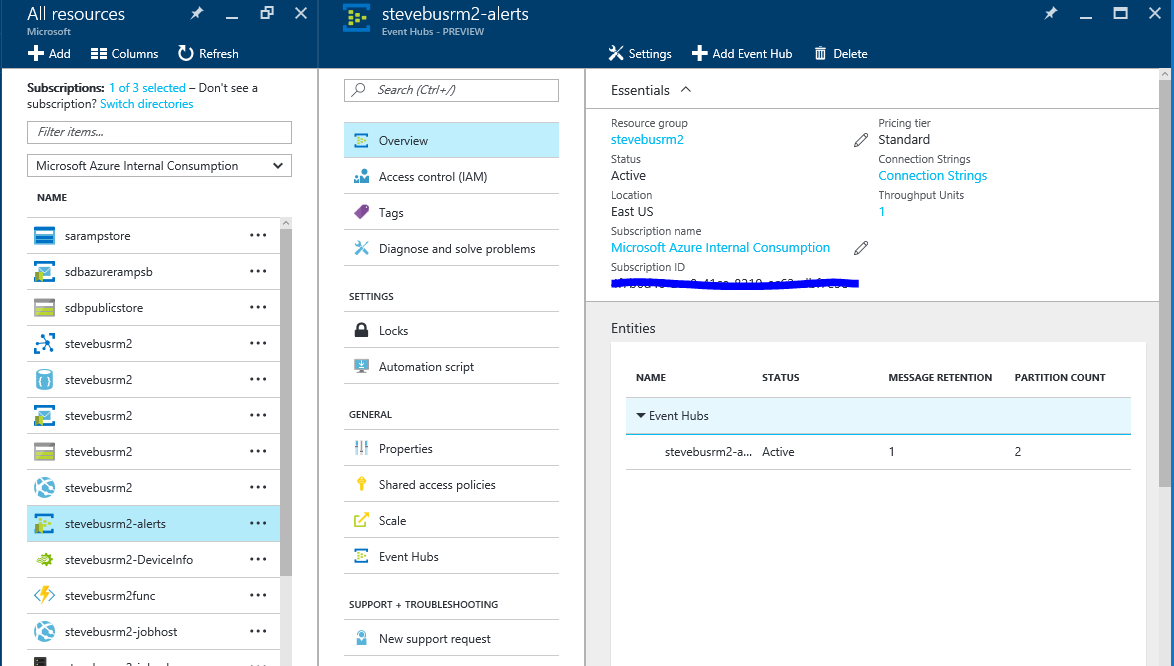 All resources
Microsoft
Add Columns Refresh
Subscriptions: 1 of 3 selected – Don't see a
subscription? Switch directories
Filter items...
Microsoft Azure Internal Consumption
NAME
sarampstore ...
sdbazurerampsb ...
sdbpublicstore ...
stevebusrm2 ...
stevebusrm2 ...
stevebusrm2 ...
stevebusrm2 ...
stevebusrm2 ...
stevebusrm2-alerts ...
stevebusrm2-DeviceInfo ...
stevebusrm2func ...
stevebusrm2-jobhost ...
stevebusrm2-alerts
Event Hubs - PREVIEW
Settings Add Event Hub Delete
Search (Ctrl+/)
Overview
Access control (IAM)
Tags
Diagnose and solve problems
SETTINGS
Locks
Automation script
GENERAL
Properties
Shared access policies
Scale
Event Hubs
SUPPORT + TROUBLESHOOTING
New support request
Essentials
Resource group
stevebusrm2
Status
Active
Location
East US
Subscription name
Microsoft Azure Internal Consumption
Subscription ID
Pricing tier
Standard
Connection Strings
Connection Strings
Throughput Units
1
Entities
NAME STATUS MESSAGE RETENTION PARTITION COUNT
Event Hubs
stevebusrm2-a... Active 1 2